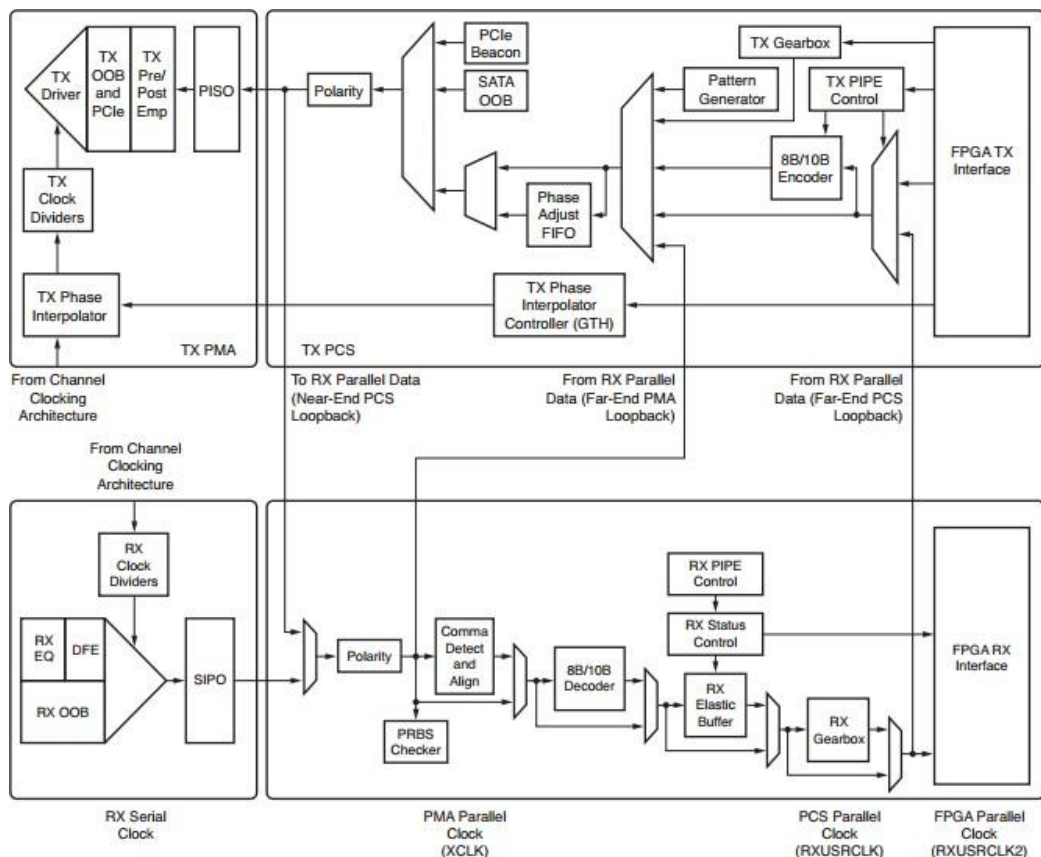 TX
Driver
TX
OOB
and
PCIe
TX
Pre/
Post
Emp
PISO
Polarity
PCIe
Beacon
SATA
OOB
TX Gearbox
Pattern
Generator
TX PIPE
Control
FPGA TX
Interface
8B/10B
Encoder
Phase
Adjust
FIFO
TX
Clock
Dividers
TX Phase
Interpolator
TX Phase
Interpolator
Controller (GTH)
TX PMA
TX PCS
From Channel
Clocking
Architecture
To RX Parallel Data
(Near-End PCS
Loopback)
From RX Parallel
Data (Far-End PMA
Loopback)
From RX Parallel
Data (Far-End PCS
Loopback)
From Channel
Clocking
Architecture
RX
Clock
Dividers
RX
EQ
DFE
RX OOB
SIPO
Polarity
PRBS
Checker
Comma
Detect
and
Align
8B/10B
Decoder
RX PIPE
Control
RX Status
Control
RX
Elastic
Buffer
RX
Gearbox
FPGA RX
Interface
RX Serial
Clock
PMA Parallel
Clock
(XCLK)
PCS Parallel
Clock
(RXUSRCLK)
FPGA Parallel
Clock
(RXUSRCLK2)